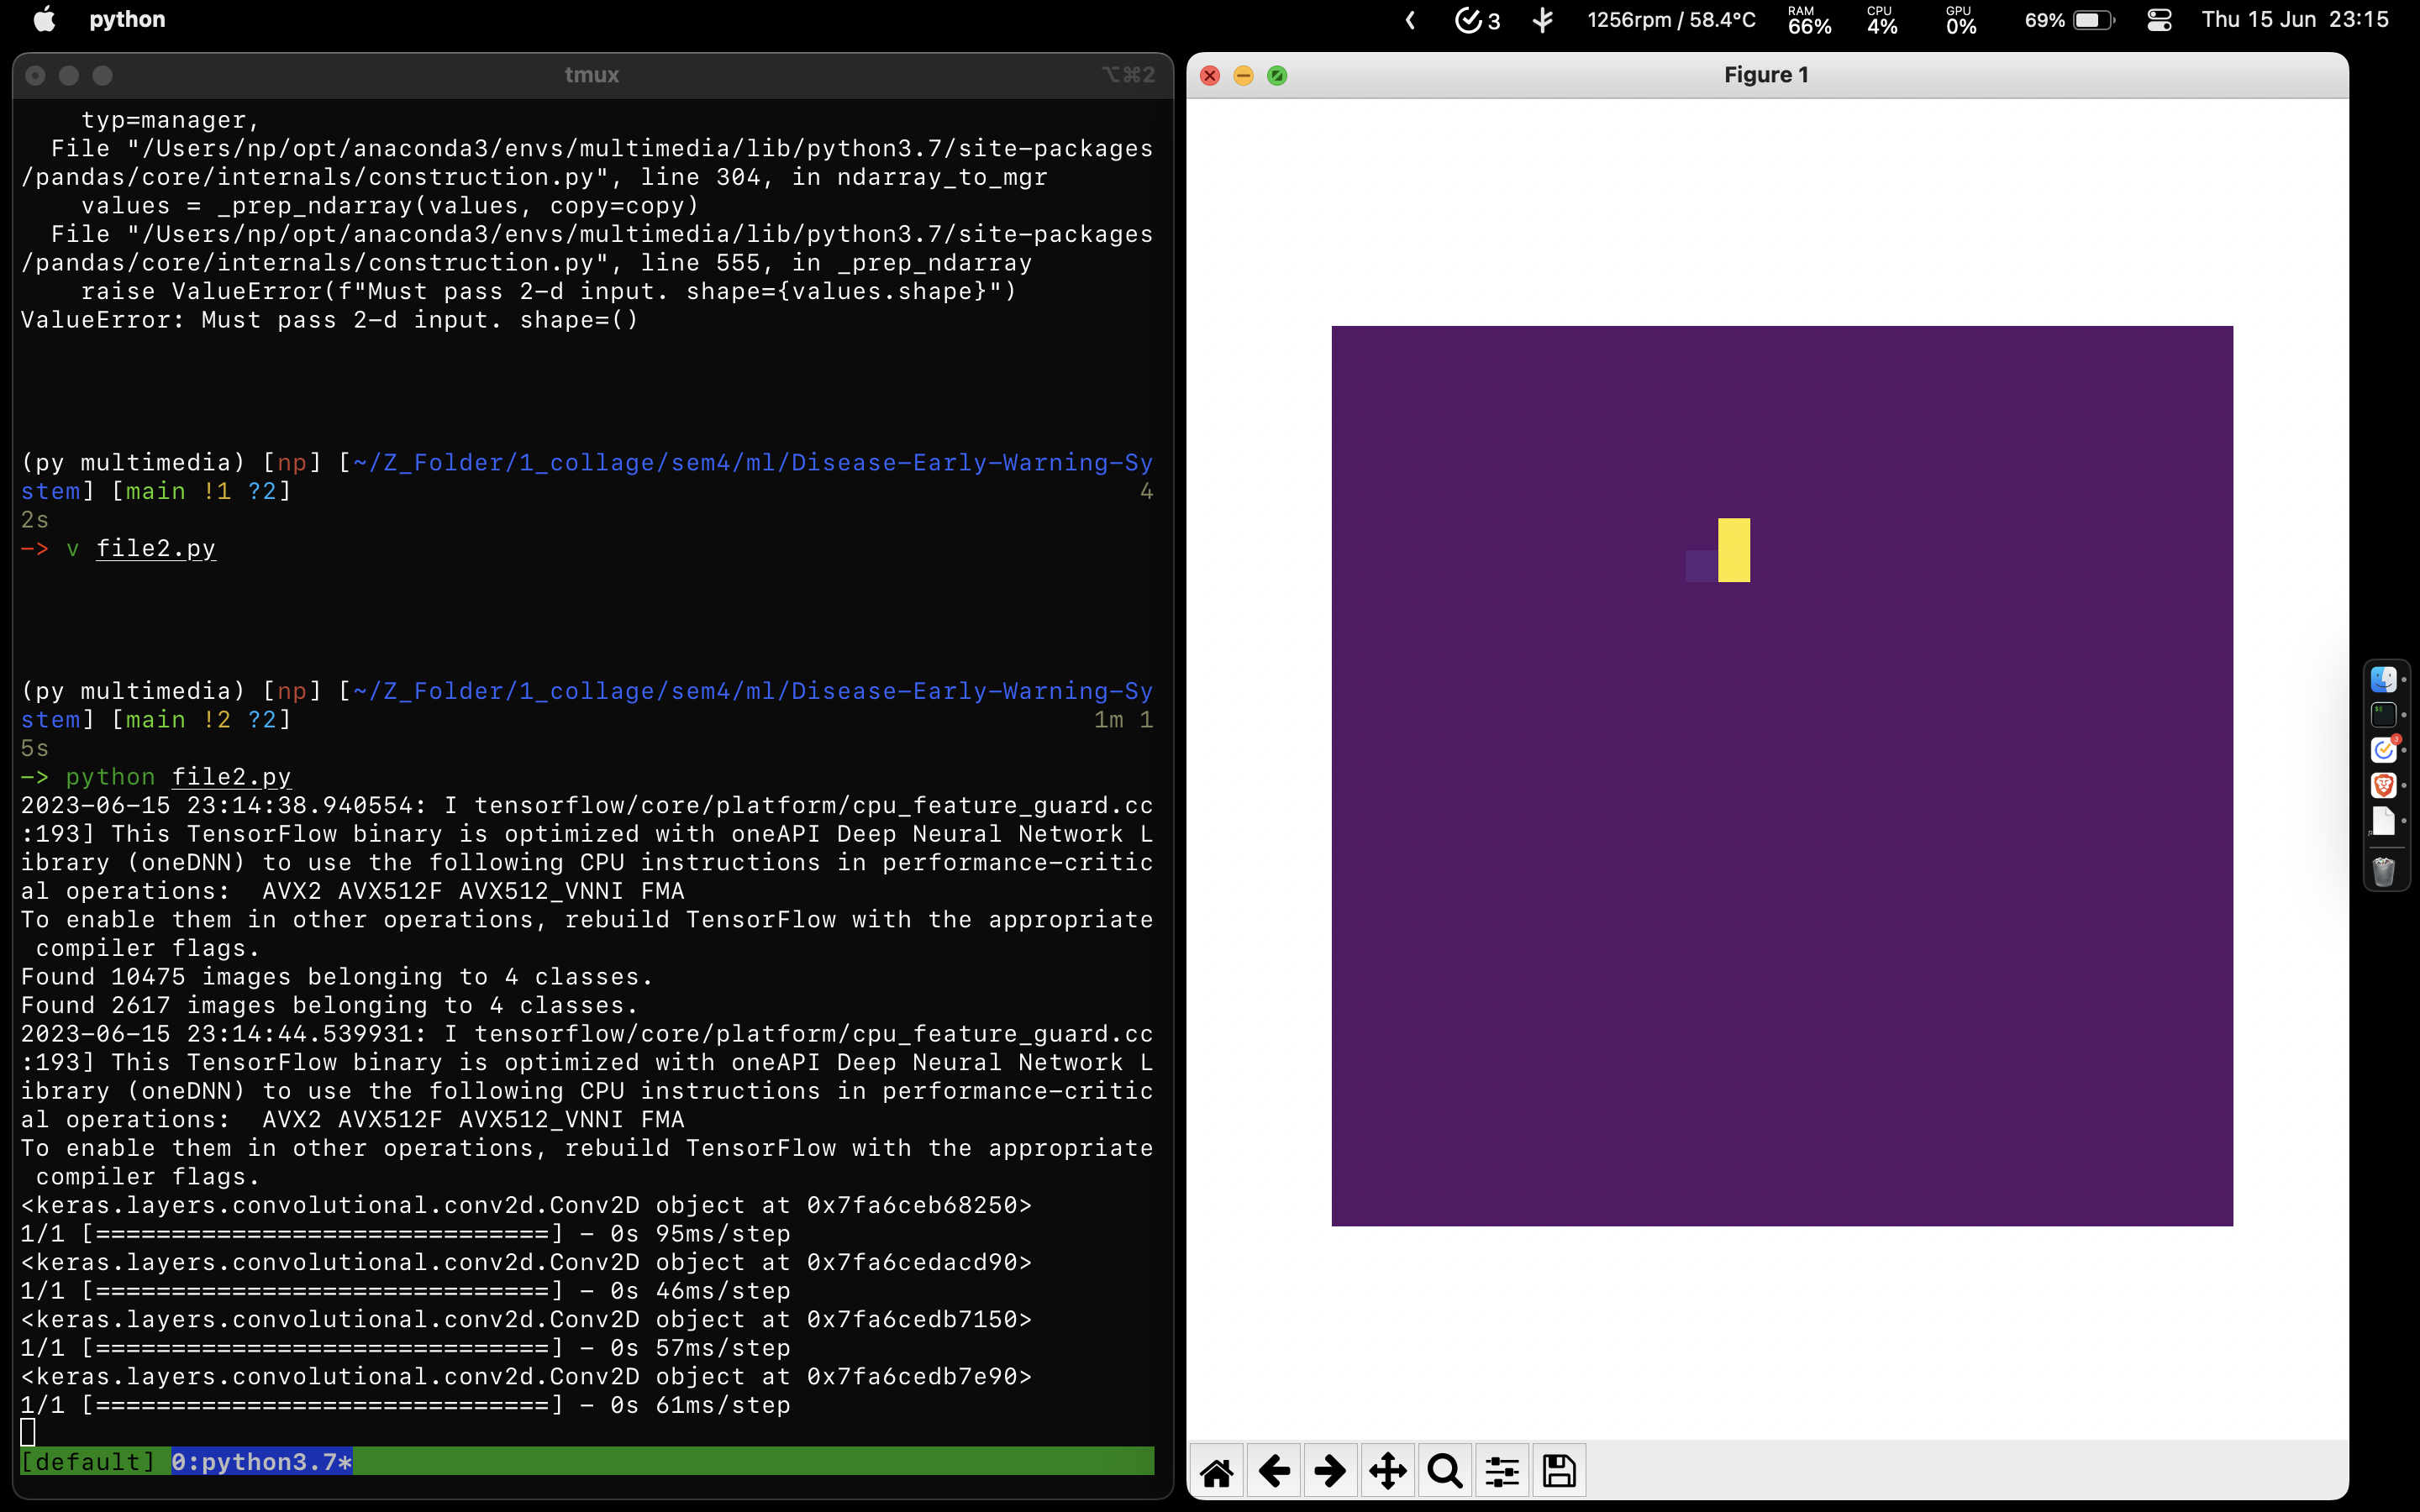 python
3
1256rpm / 58.4°C
RAM
66%
CPU
4%
GPU
0%
69%
Thu 15 Jun 23:15
tmux
⌥⌘2
typ=manager,
File "/Users/np/opt/anaconda3/envs/multimedia/lib/python3.7/site-packages
/pandas/core/internals/construction.py", line 304, in ndarray_to_mgr
values = _prep_ndarray(values, copy=copy)
File "/Users/np/opt/anaconda3/envs/multimedia/lib/python3.7/site-packages
/pandas/core/internals/construction.py", line 555, in _prep_ndarray
raise ValueError(f"Must pass 2-d input. shape={values.shape}")
ValueError: Must pass 2-d input. shape=()
(py multimedia) [np] [~/Z_Folder/1_collage/sem4/ml/Disease-Early-Warning-Sy
stem] [main !1 ?2] 4
2s
-> v file2.py
(py multimedia) [np] [~/Z_Folder/1_collage/sem4/ml/Disease-Early-Warning-Sy
stem] [main !2 ?2] 1m 1
5s
-> python file2.py
2023-06-15 23:14:38.940554: I tensorflow/core/platform/cpu_feature_guard.cc
:193] This TensorFlow binary is optimized with oneAPI Deep Neural Network L
ibrary (oneDNN) to use the following CPU instructions in performance-critic
al operations:  AVX2 AVX512F AVX512_VNNI FMA
To enable them in other operations, rebuild TensorFlow with the appropriate
compiler flags.
Found 10475 images belonging to 4 classes.
Found 2617 images belonging to 4 classes.
2023-06-15 23:14:44.539931: I tensorflow/core/platform/cpu_feature_guard.cc
:193] This TensorFlow binary is optimized with oneAPI Deep Neural Network L
ibrary (oneDNN) to use the following CPU instructions in performance-critic
al operations:  AVX2 AVX512F AVX512_VNNI FMA
To enable them in other operations, rebuild TensorFlow with the appropriate
compiler flags.
<keras.layers.convolutional.conv2d.Conv2D object at 0x7fa6ceb68250>
1/1 [==============================] - 0s 95ms/step
<keras.layers.convolutional.conv2d.Conv2D object at 0x7fa6cedacd90>
1/1 [==============================] - 0s 46ms/step
<keras.layers.convolutional.conv2d.Conv2D object at 0x7fa6cedb7150>
1/1 [==============================] - 0s 57ms/step
<keras.layers.convolutional.conv2d.Conv2D object at 0x7fa6cedb7e90>
1/1 [==============================] - 0s 61ms/step
[default] 0:python3.7*
Figure 1